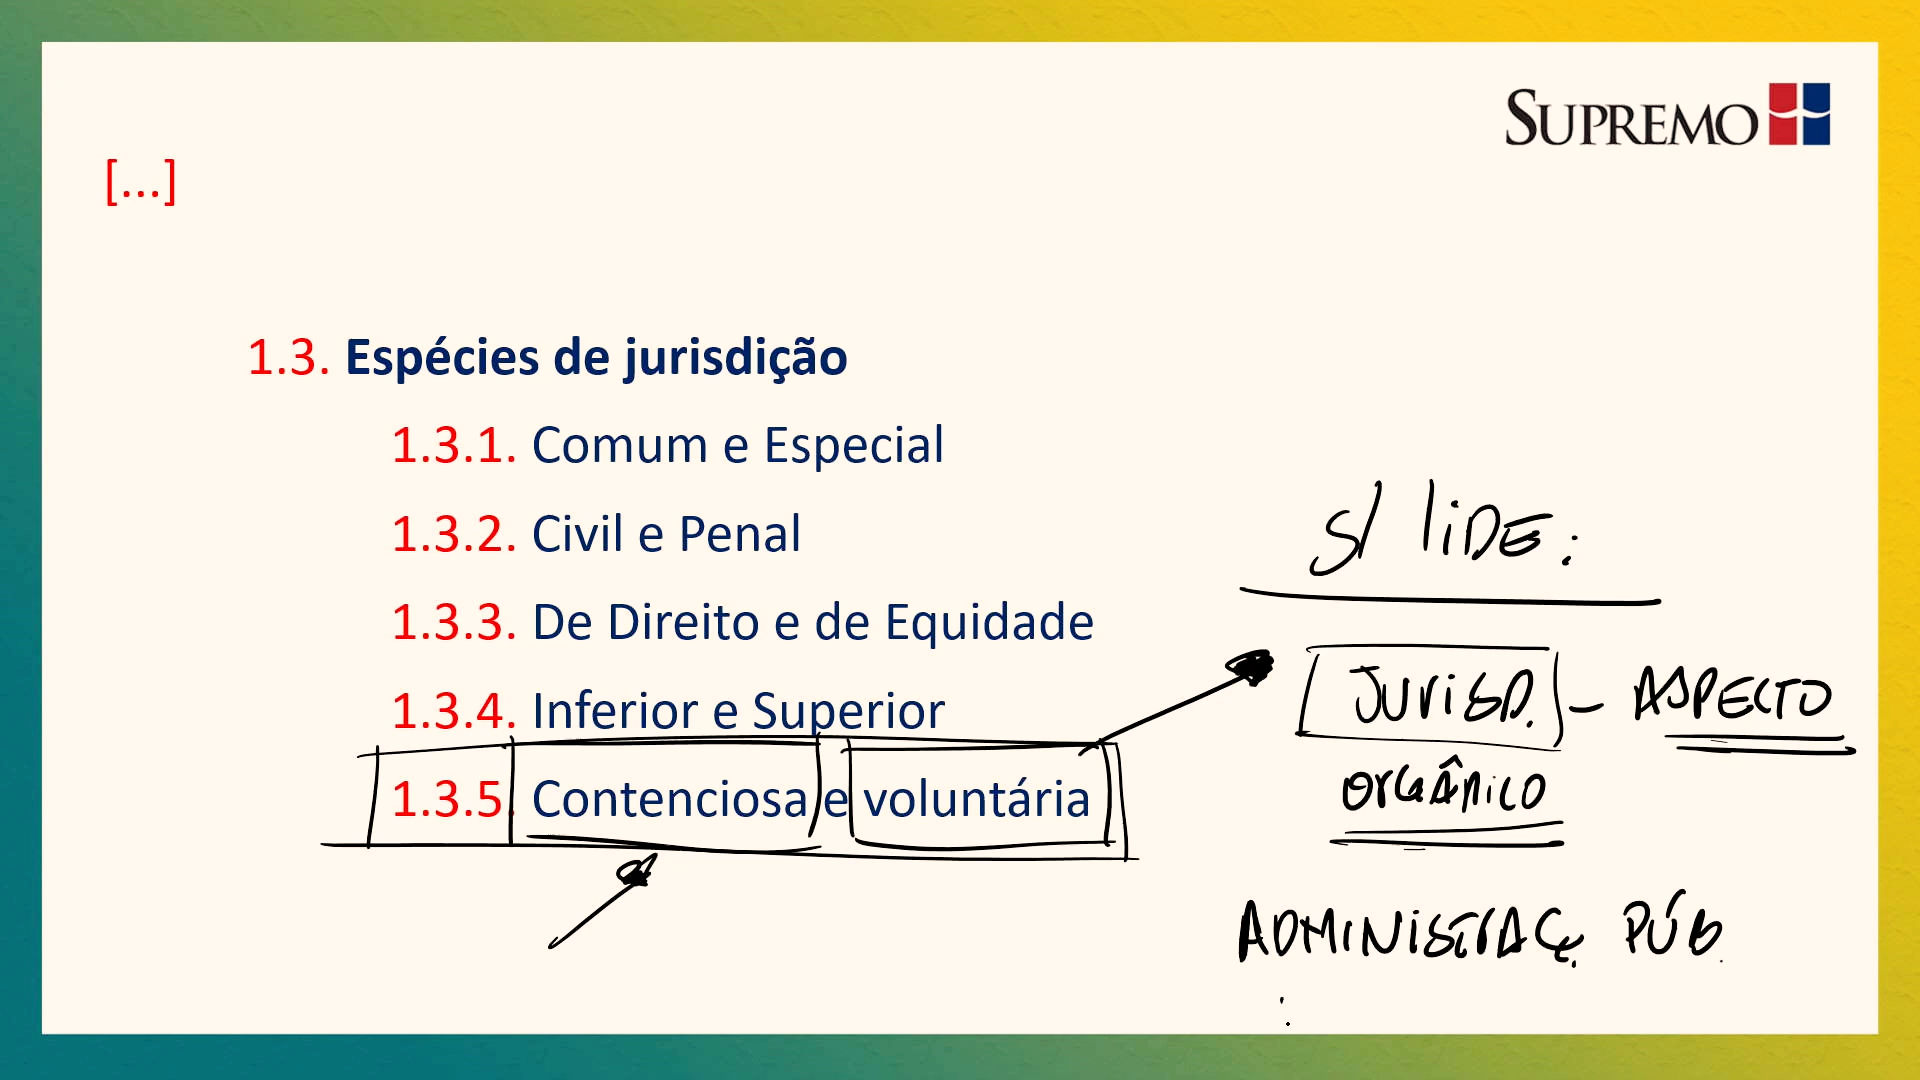 SUPREMO
[...]
1.3. Espécies de jurisdição
1.3.1. Comum e Especial
1.3.2. Civil e Penal
1.3.3. De Direito e de Equidade
1.3.4. Inferior e Superior
1.3.5. Contenciosa e voluntária
S/ LIDE:
JURISD. - ASPECTO
ORGÂNICO
ADMINISTRAÇ. PÚB.
: